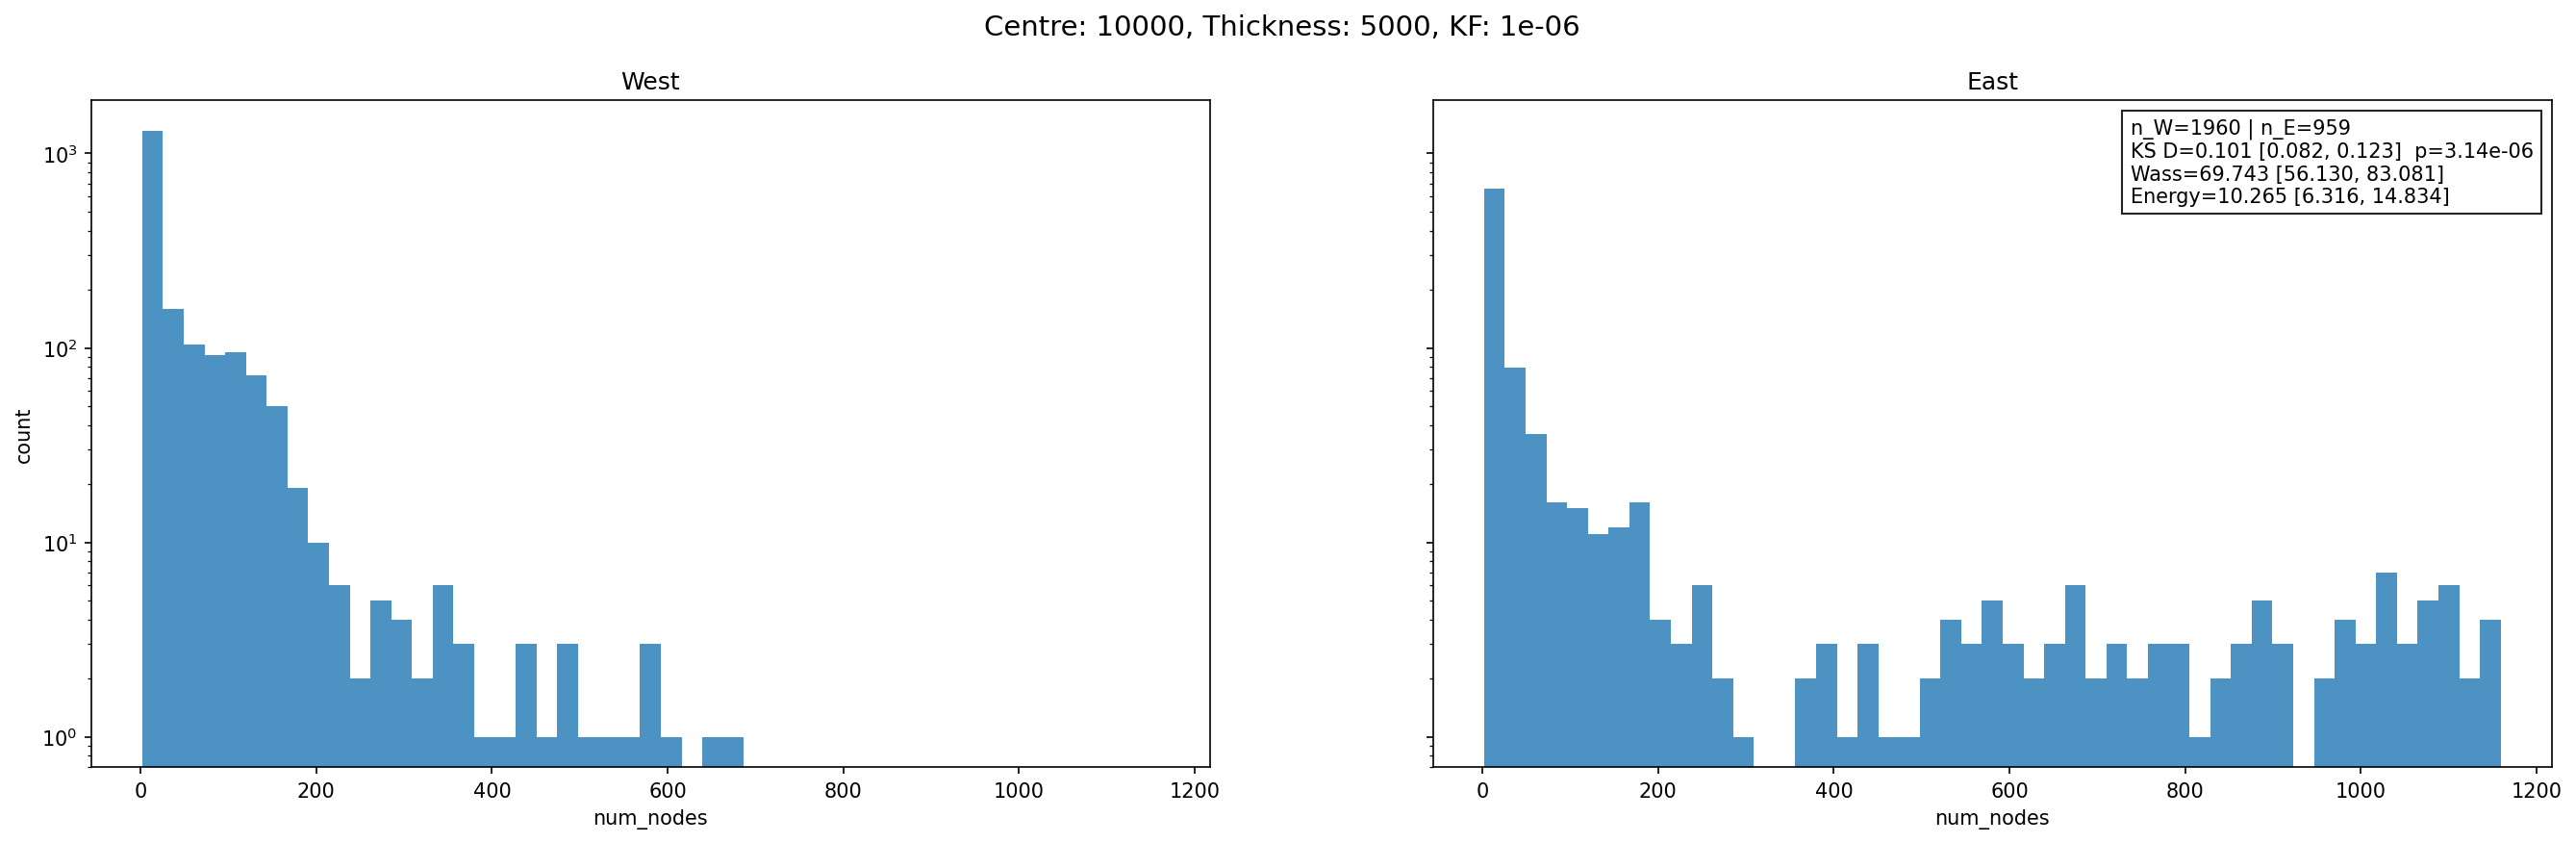 Centre: 10000, Thickness: 5000, KF: 1e-06
West
10³
10²
10¹
10⁰
count
0 200 400 600 800 1000 1200
num_nodes
East
n_W=1960 | n_E=959
KS D=0.101 [0.082, 0.123]  p=3.14e-06
Wass=69.743 [56.130, 83.081]
Energy=10.265 [6.316, 14.834]
0 200 400 600 800 1000 1200
num_nodes